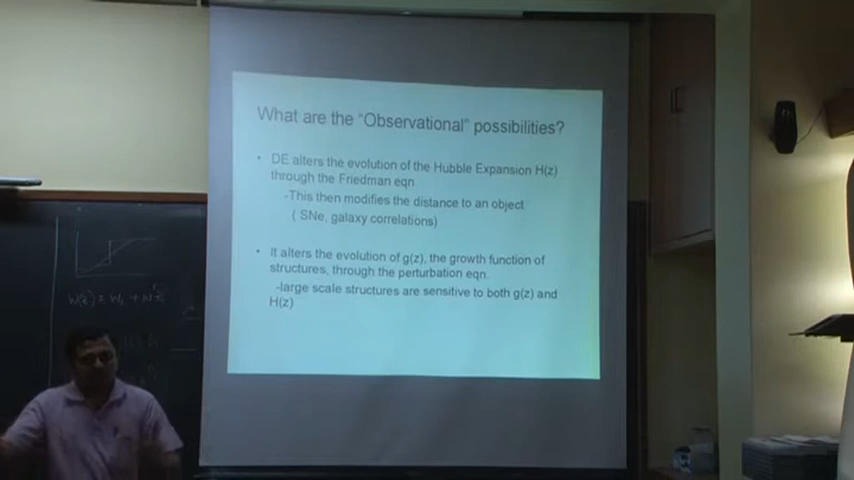 What are the "Observational" possibilities?
• DE alters the evolution of the Hubble Expansion H(z)
through the Friedman eqn
-This then modifies the distance to an object
( SNe, galaxy correlations)
• It alters the evolution of g(z), the growth function of
structures, through the perturbation eqn.
-large scale structures are sensitive to both g(z) and
H(z)